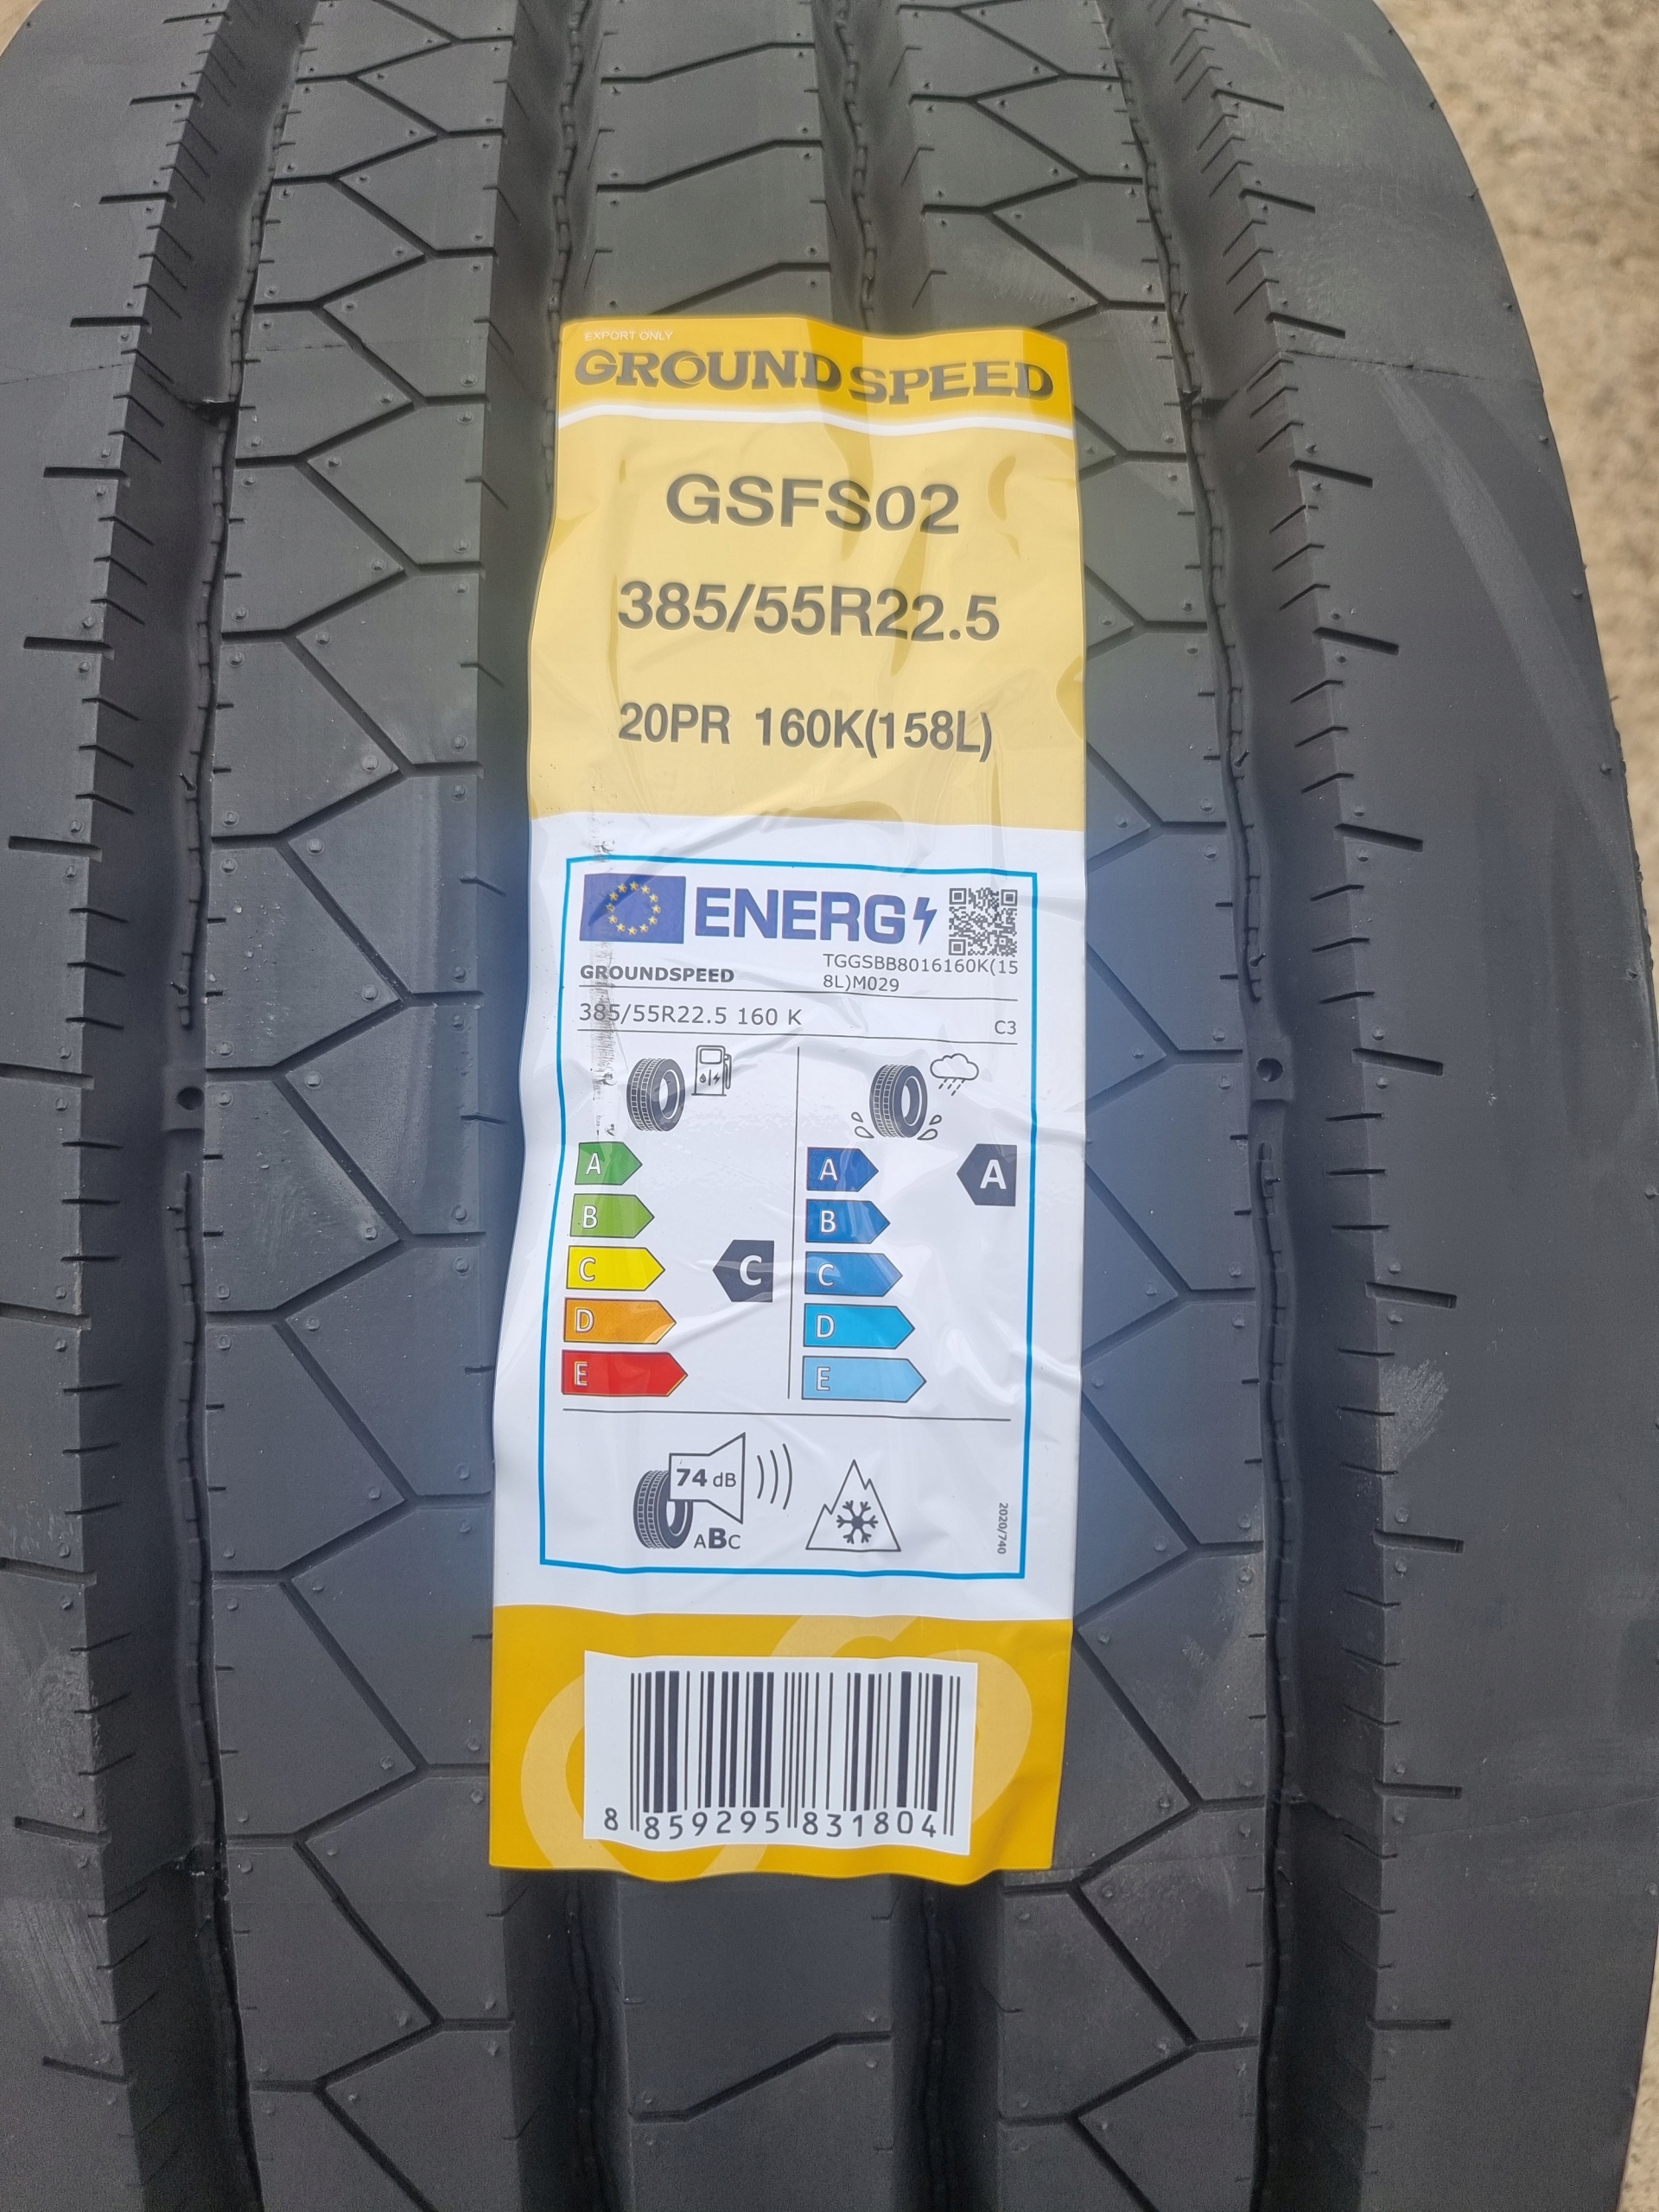 EXPORT ONLY
GROUNDSPEED
GSFS02
385/55R22.5
20PR 160K(158L)
ENERG
GROUNDSPEED
TGGSBB8016160K(15
8L)M029
385/55R22.5 160 K
C3
A
B
C
D
E
C
A
B
C
D
E
A
74 dB
ABC
2020/740
8 859295 831804